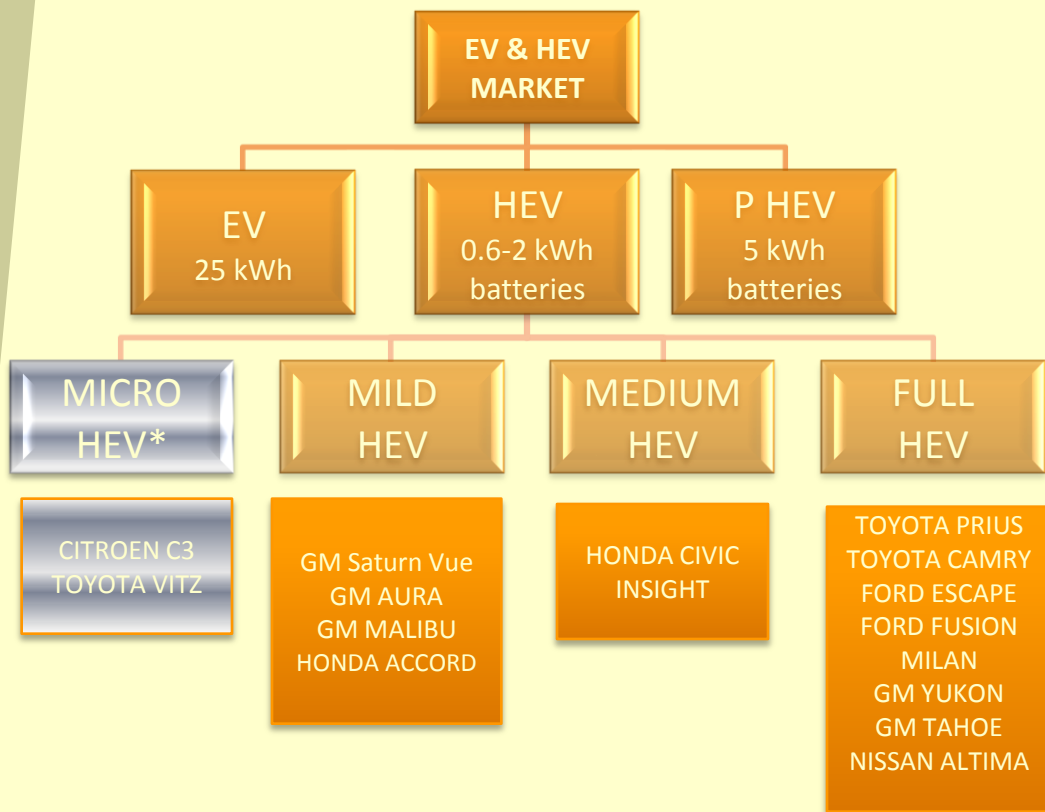 EV & HEV
MARKET
EV
25 kWh
HEV
0.6-2 kWh
batteries
P HEV
5 kWh
batteries
MICRO
HEV*
MILD
HEV
MEDIUM
HEV
FULL
HEV
CITROEN C3
TOYOTA VITZ
GM Saturn Vue
GM AURA
GM MALIBU
HONDA ACCORD
HONDA CIVIC
INSIGHT
TOYOTA PRIUS
TOYOTA CAMRY
FORD ESCAPE
FORD FUSION
MILAN
GM YUKON
GM TAHOE
NISSAN ALTIMA